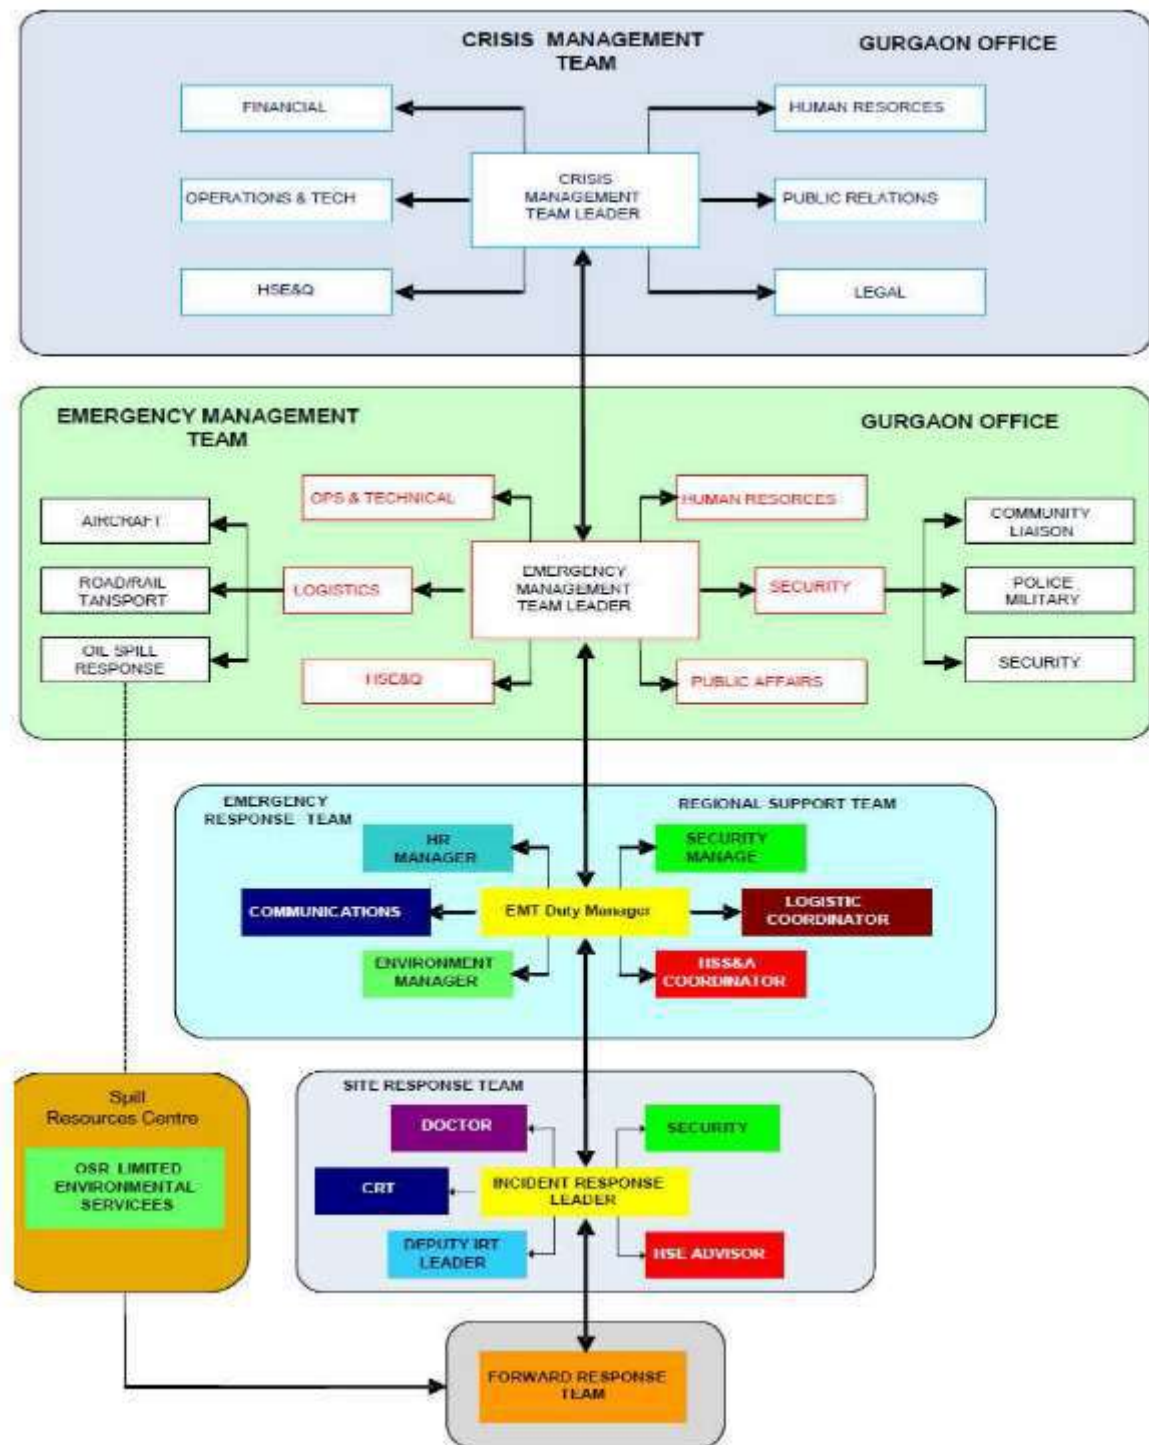 CRISIS MANAGEMENT
TEAM
GURGAON OFFICE
FINANCIAL
HUMAN RESORCES
CRISIS
MANAGEMENT
TEAM LEADER
OPERATIONS & TECH
PUBLIC RELATIONS
HSE&Q
LEGAL
EMERGENCY MANAGEMENT
TEAM
GURGAON OFFICE
OPS & TECHNICAL
HUMAN RESORCES
AIRCRAFT
COMMUNITY
LIAISON
ROAD/RAIL
TANSPORT
LOGISTICS
EMERGENCY
MANAGEMENT
TEAM LEADER
SECURITY
POLICE
MILITARY
OIL SPILL
RESPONSE
HSE&Q
PUBLIC AFFAIRS
SECURITY
EMERGENCY
RESPONSE TEAM
REGIONAL SUPPORT TEAM
HR
MANAGER
SECURITY
MANAGE
COMMUNICATIONS
EMT Duty Manager
LOGISTIC
COORDINATOR
ENVIRONMENT
MANAGER
HSS&A
COORDINATOR
SITE RESPONSE TEAM
Spill
Resources Centre
OSR LIMITED
ENVIRONMENTAL
SERVICEES
DOCTOR
SECURITY
CRT
INCIDENT RESPONSE
LEADER
DEPUTY IRT
LEADER
HSE ADVISOR
FORWARD RESPONSE
TEAM